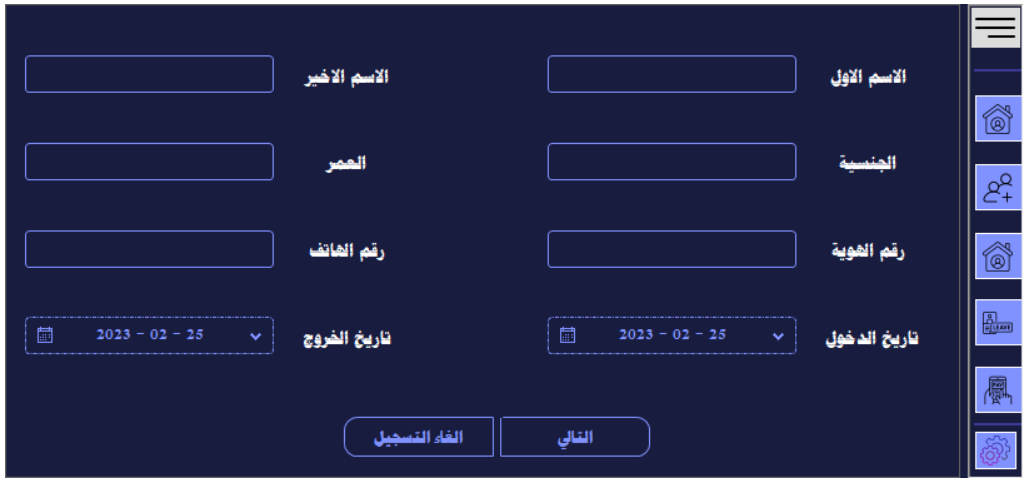 الاسم الاول
الاسم الاخير
الجنسية
العمر
رقم الهوية
رقم الهاتف
تاريخ الدخول 2023 - 02 - 25
تاريخ الخروج 2023 - 02 - 25
التالي
الغاء التسجيل
LEAVE